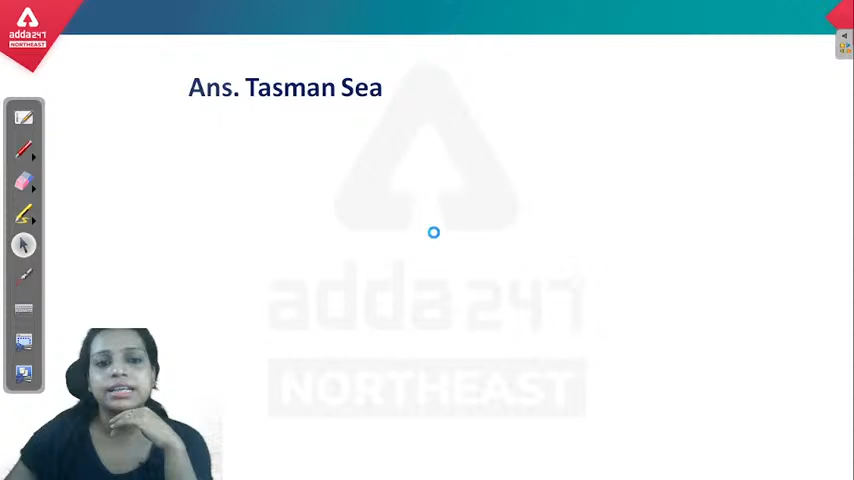 adda247
NORTHEAST
Ans. Tasman Sea
adda247
NORTHEAST